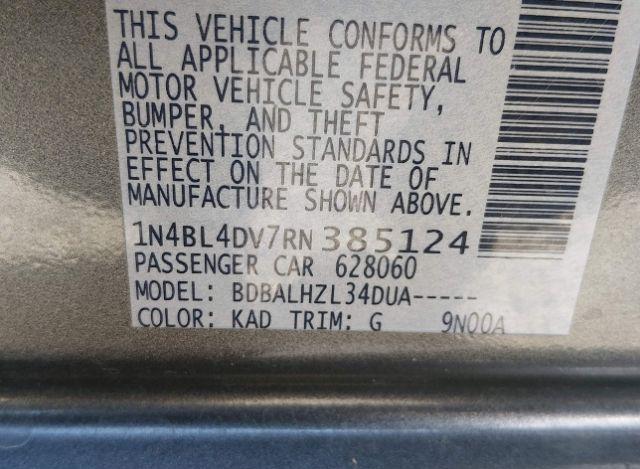 THIS VEHICLE CONFORMS TO
ALL APPLICABLE FEDERAL
MOTOR VEHICLE SAFETY,
BUMPER, AND THEFT
PREVENTION STANDARDS IN
EFFECT ON THE DATE OF
MANUFACTURE SHOWN ABOVE.
1N4BL4DV7RN 385124
PASSENGER CAR 628060
MODEL: BDBALHZL34DUA-----
COLOR: KAD TRIM: G 9N00A